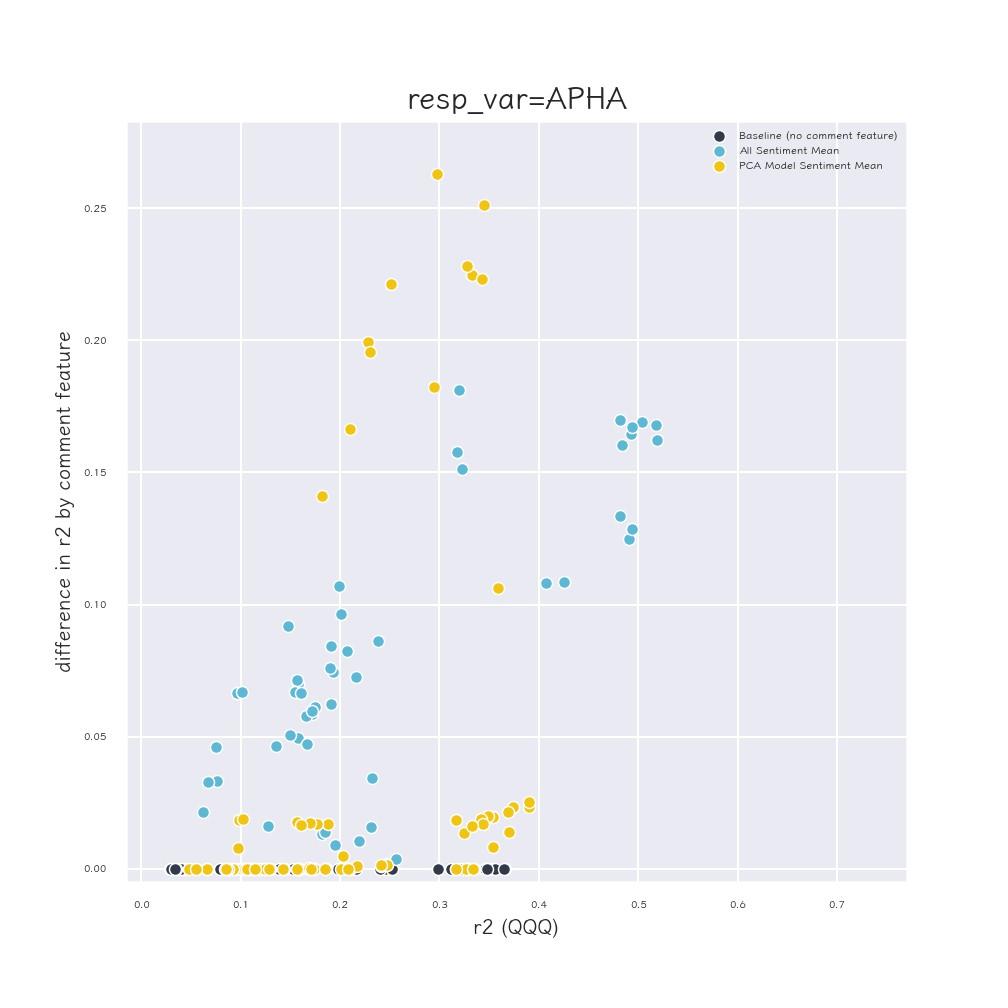 resp_var=APHA
Baseline (no comment feature)
All Sentiment Mean
PCA Model Sentiment Mean
difference in r2 by comment feature
0.25
0.20
0.15
0.10
0.05
0.00
0.0 0.1 0.2 0.3 0.4 0.5 0.6 0.7
r2 (QQQ)